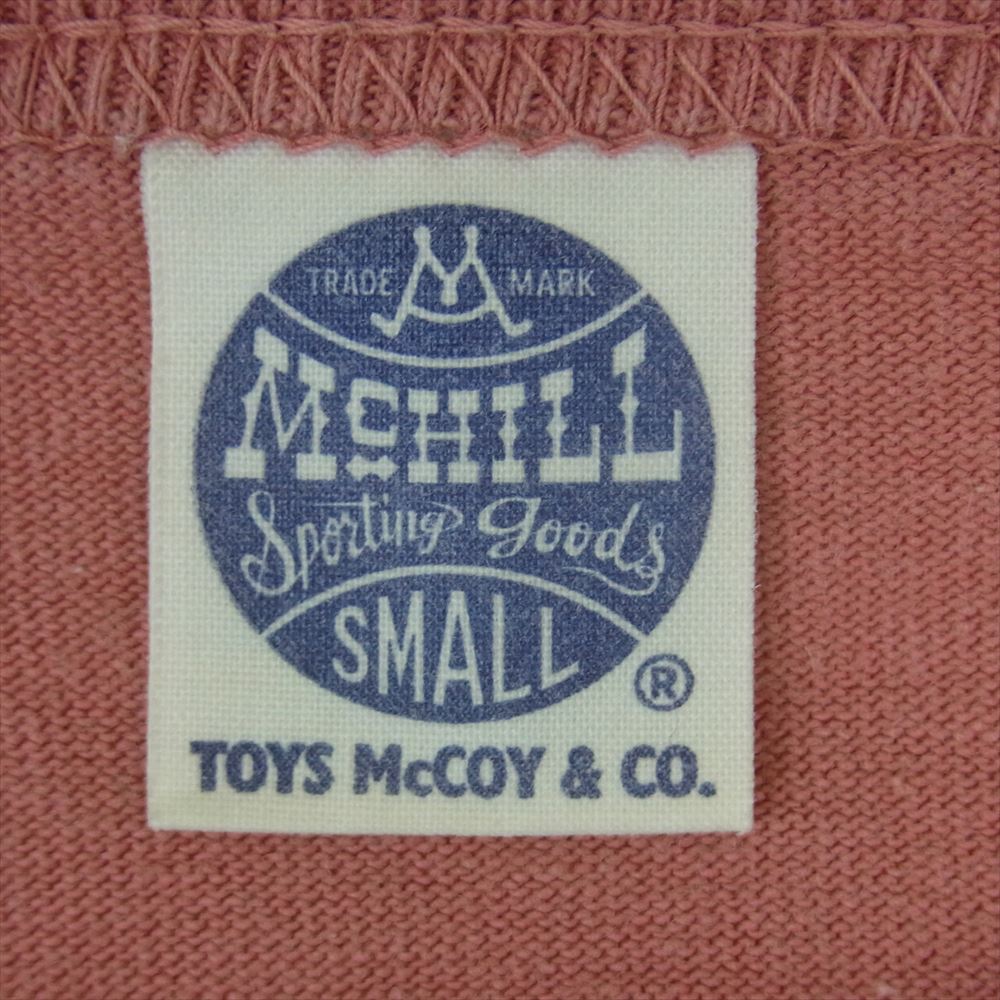 TRADE MARK
McHILL
Sporting Goods
SMALL
®
TOYS McCOY & CO.